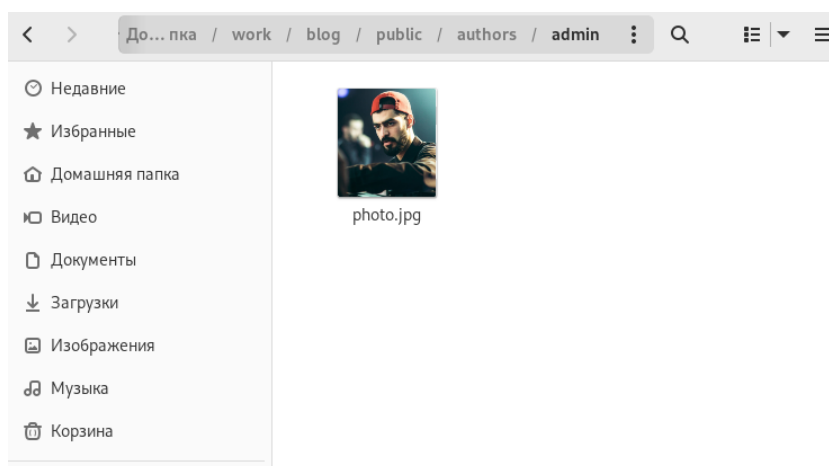 До… пка / work / blog / public / authors / admin
Недавние
Избранные
Домашняя папка
Видео
Документы
Загрузки
Изображения
Музыка
Корзина
photo.jpg